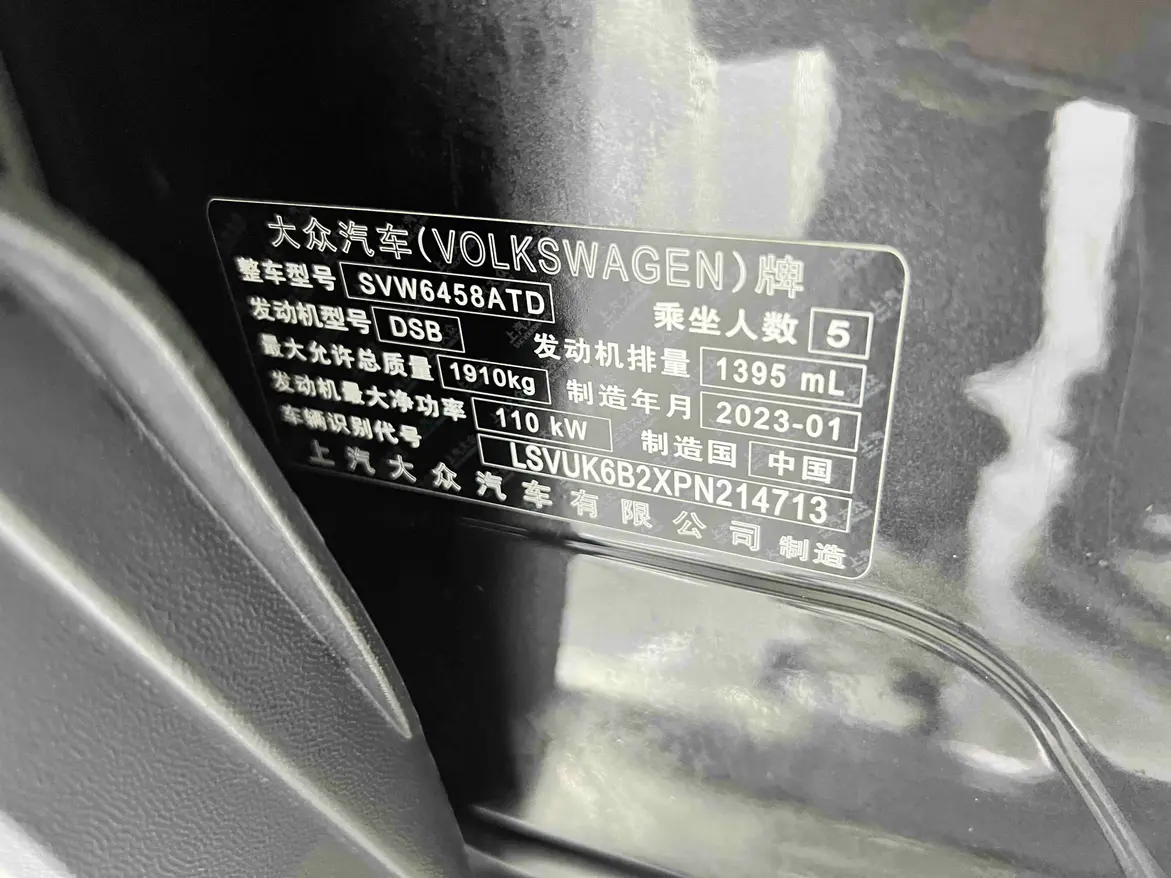 大众汽车(VOLKSWAGEN)牌
整车型号 SVW6458ATD 乘坐人数 5
发动机型号 DSB 发动机排量 1395 mL
最大允许总质量 1910kg 制造年月 2023-01
发动机最大净功率 110 kW 制造国 中国
车辆识别代号 LSVUK6B2XPN214713
上汽大众汽车有限公司制造